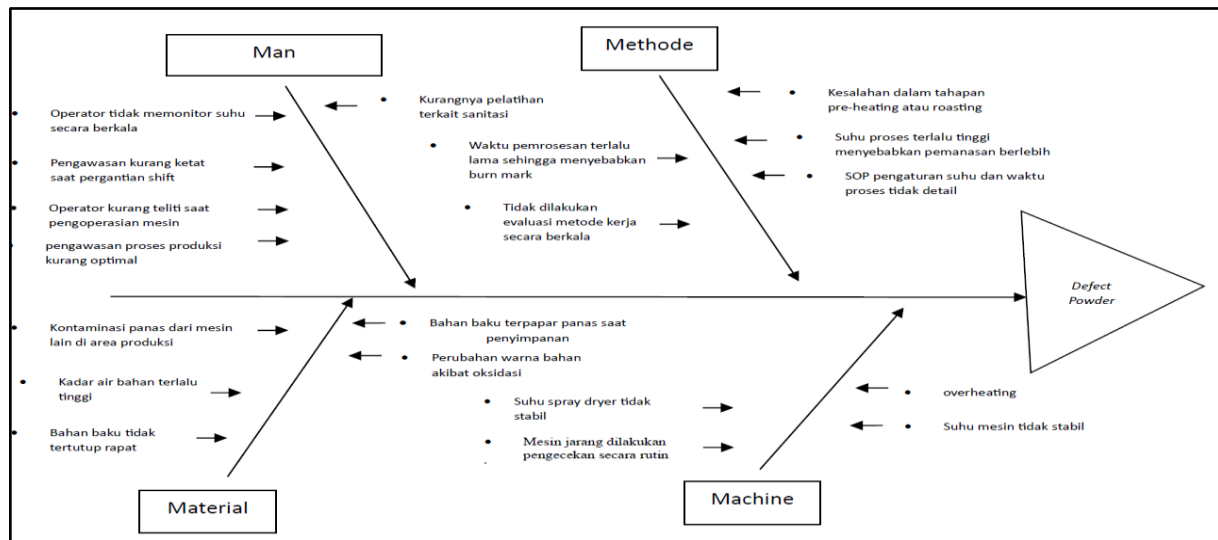 Man
• Operator tidak memonitor suhu
secara berkala
• Pengawasan kurang ketat
saat pergantian shift
• Operator kurang teliti saat
pengoperasian mesin
• pengawasan proses produksi
kurang optimal
• Kurangnya pelatihan
terkait sanitasi
Methode
• Waktu pemrosesan terlalu
lama sehingga menyebabkan
burn mark
• Tidak dilakukan
evaluasi metode kerja
secara berkala
• Kesalahan dalam tahapan
pre-heating atau roasting
• Suhu proses terlalu tinggi
menyebabkan pemanasan berlebih
• SOP pengaturan suhu dan waktu
proses tidak detail
Defect
Powder
• Kontaminasi panas dari mesin
lain di area produksi
• Kadar air bahan terlalu
tinggi
• Bahan baku tidak
tertutup rapat
• Bahan baku terpapar panas saat
penyimpanan
• Perubahan warna bahan
akibat oksidasi
Material
• Suhu spray dryer tidak
stabil
• Mesin jarang dilakukan
pengecekan secara rutin
.
• overheating
• Suhu mesin tidak stabil
Machine